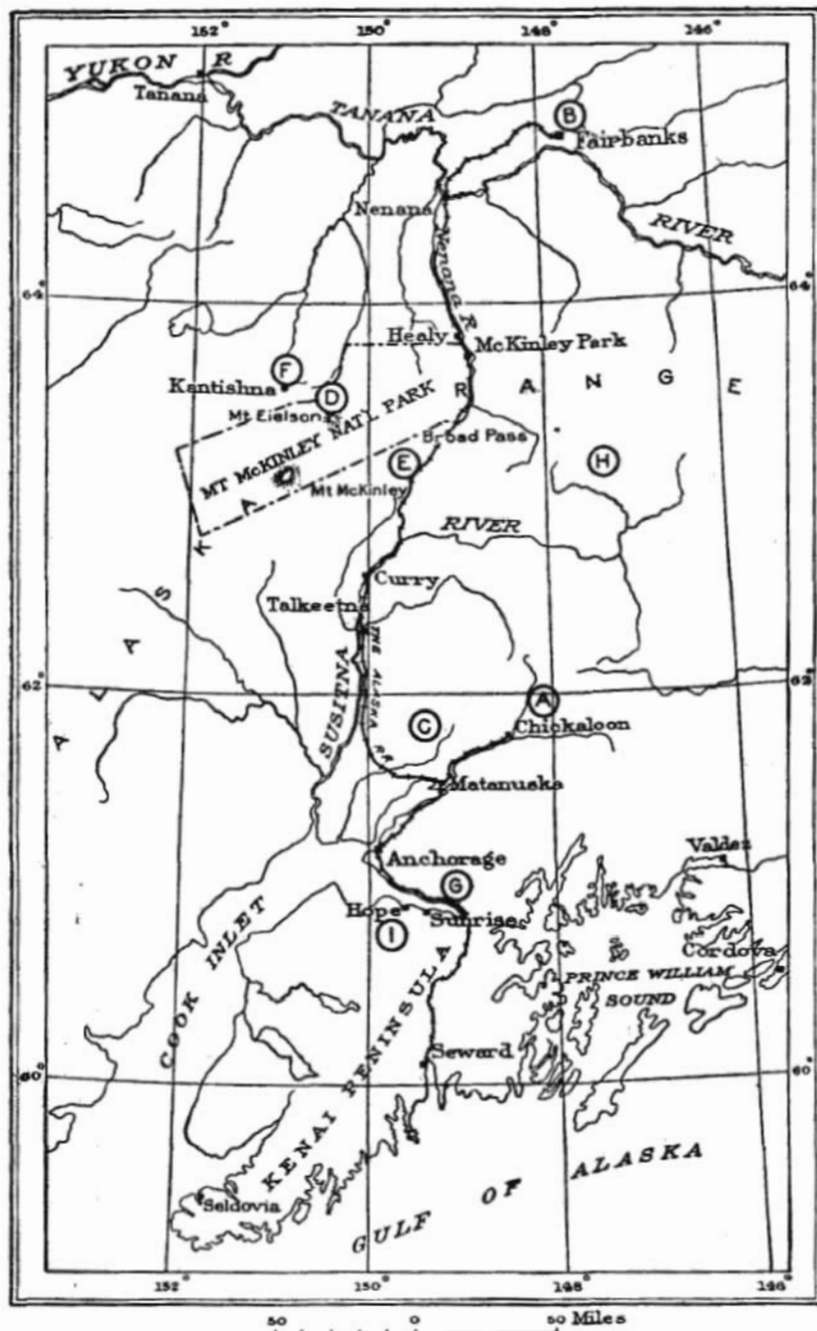 152° 150° 148° 146°
YUKON R
Tanana
TANANA
B
Fairbanks
Nenana
Nenana R
RIVER
64° 64°
Healy
McKinley Park
F
Kantishna
D
R A N G E
Mt Eielson
MT McKINLEY NAT'L PARK
Broad Pass
E
H
Mt McKinley
A L A S K A
RIVER
Curry
Talkeetna
THE ALASKA RR
SUSITNA
62° 62°
A
C
Chickaloon
Matanuska
Valdez
Anchorage
G
Hope
Sunrise
I
Cordova
COOK INLET
PRINCE WILLIAM
SOUND
KENAI PENINSULA
Seward
60° 60°
Seldovia
GULF OF ALASKA
152° 150° 148° 146°
50 0 50 Miles